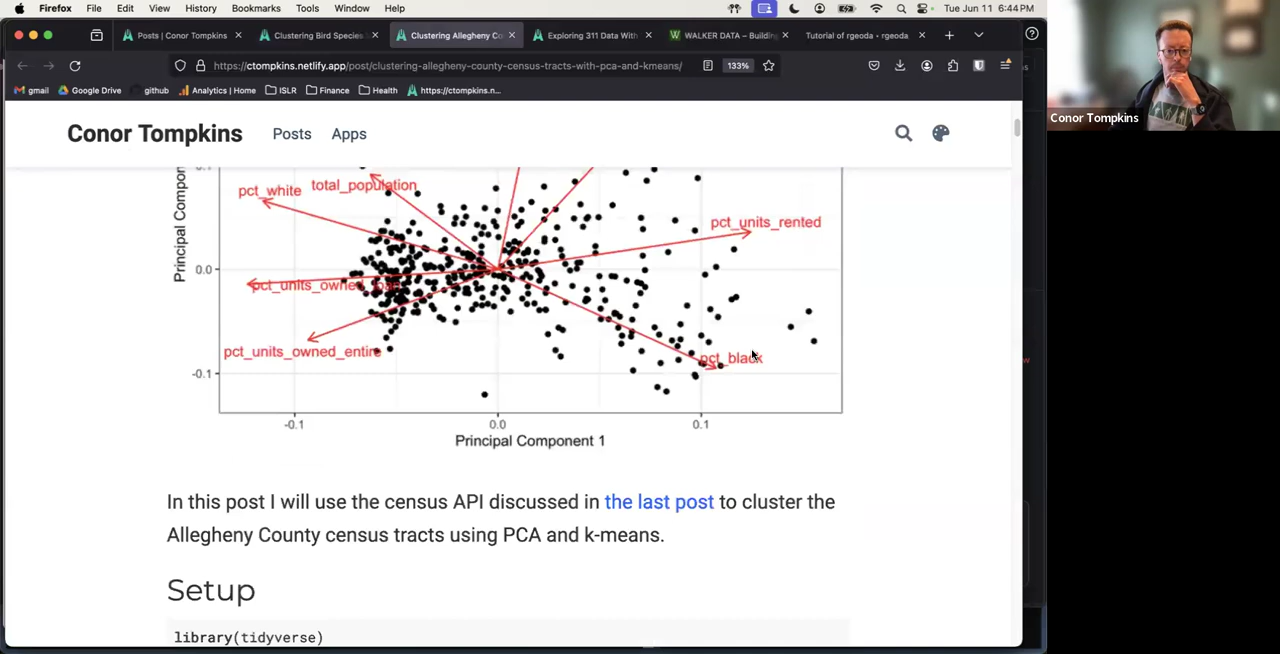 Firefox File Edit View History Bookmarks Tools Window Help Tue Jun 11 6:44 PM
Posts | Conor Tompkins Clustering Bird Species Clustering Allegheny Co Exploring 311 Data With WALKER DATA – Buildin Tutorial of rgeoda · rgeoda
https://ctompkins.netlify.app/post/clustering-allegheny-county-census-tracts-with-pca-and-kmeans/ 133%
gmail Google Drive github Analytics | Home ISLR Finance Health https://ctompkins.n...
Conor Tompkins Posts Apps
Conor Tompkins
pct_white
total_population
pct_units_rented
Principal Compon
0.0
pct_units_owned_loan
pct_units_owned_entire
pct_black
-0.1
-0.1 0.0 0.1
Principal Component 1
In this post I will use the census API discussed in the last post to cluster the
Allegheny County census tracts using PCA and k-means.
Setup
library(tidyverse)